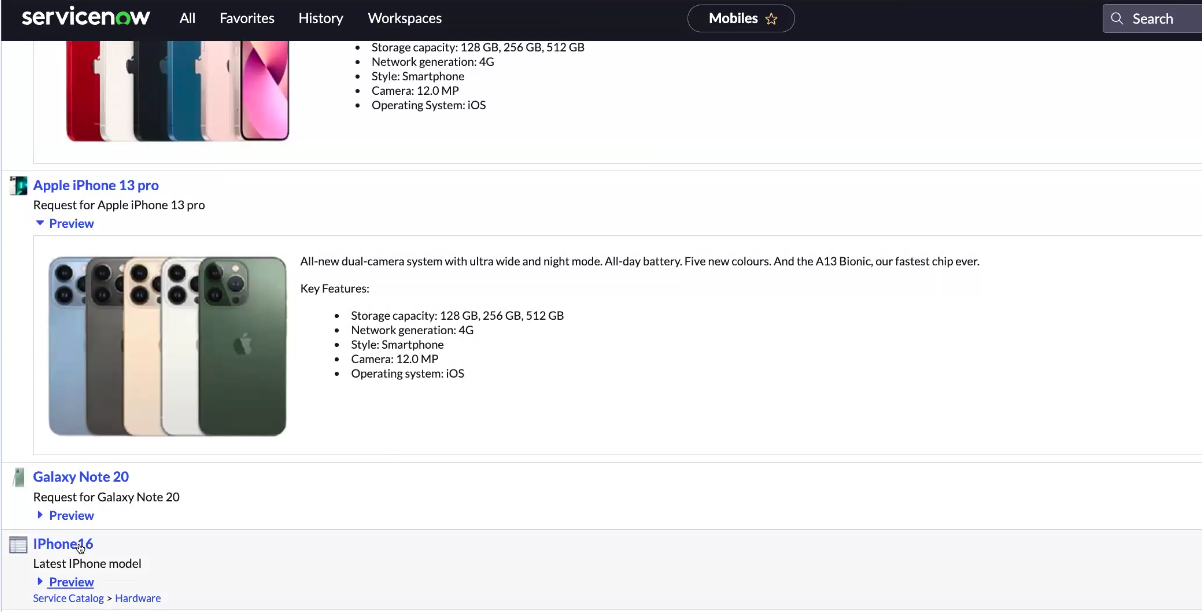 servicenow All Favorites History Workspaces Mobiles Search
Storage capacity: 128 GB, 256 GB, 512 GB
Network generation: 4G
Style: Smartphone
Camera: 12.0 MP
Operating System: iOS
Apple iPhone 13 pro
Request for Apple iPhone 13 pro
Preview
All-new dual-camera system with ultra wide and night mode. All-day battery. Five new colours. And the A13 Bionic, our fastest chip ever.
Key Features:
Storage capacity: 128 GB, 256 GB, 512 GB
Network generation: 4G
Style: Smartphone
Camera: 12.0 MP
Operating system: iOS
Galaxy Note 20
Request for Galaxy Note 20
Preview
IPhone16
Latest IPhone model
Preview
Service Catalog > Hardware